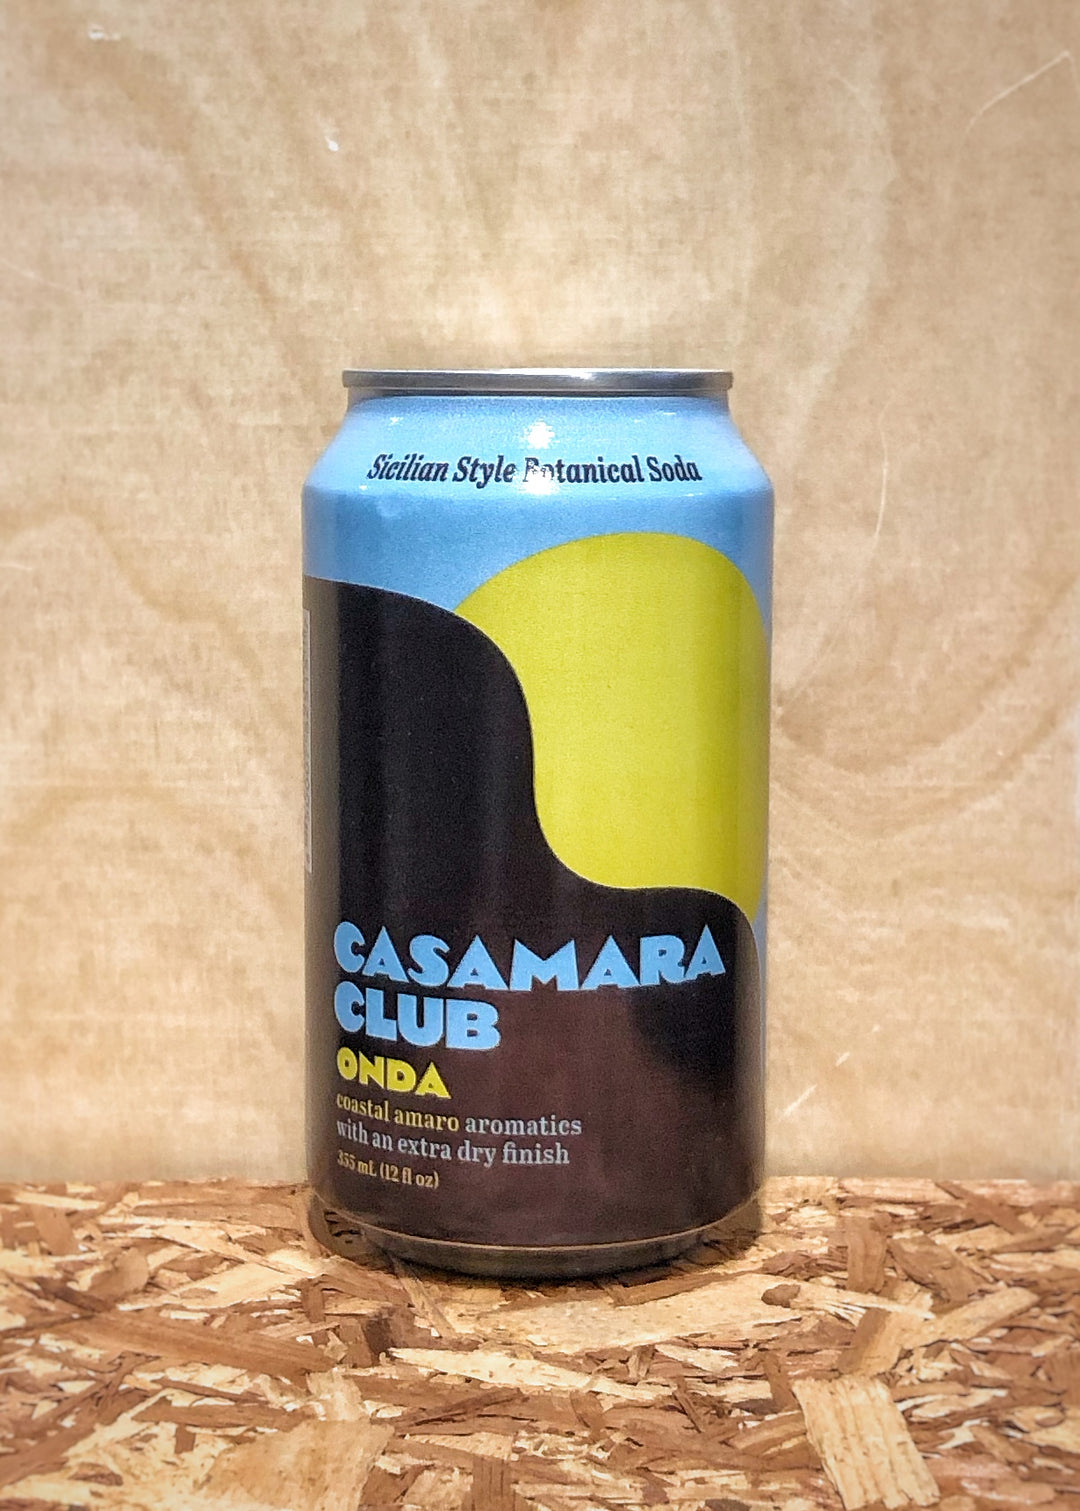 Sicilian Style Botanical Soda
CASAMARA
CLUB
ONDA
coastal amaro aromatics
with an extra dry finish
355 mL (12 fl oz)